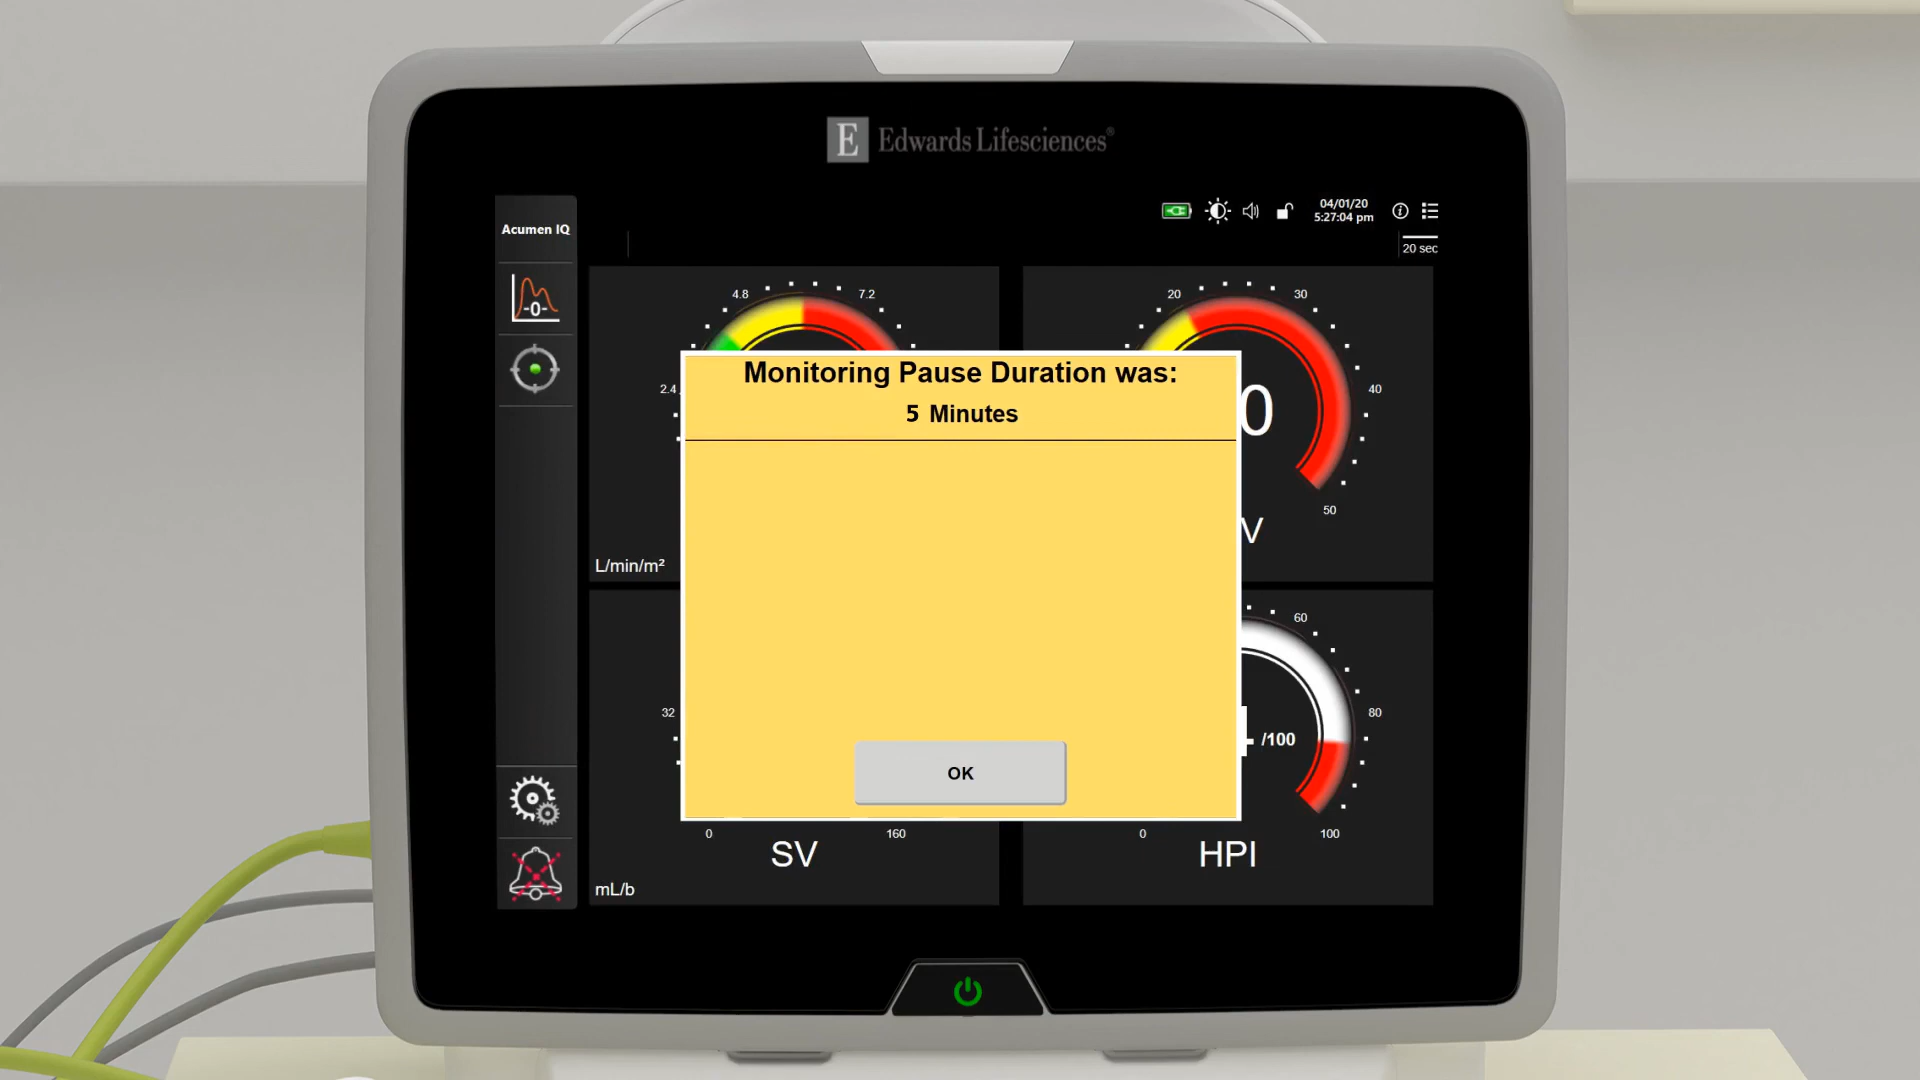 E Edwards Lifesciences®
Acumen IQ
04/01/20
5:27:04 pm
20 sec
4.8
7.2
2.4
L/min/m²
20
30
40
50
Monitoring Pause Duration was:
5 Minutes
OK
-0-
32
0
160
SV
mL/b
60
80
/100
0
100
HPI